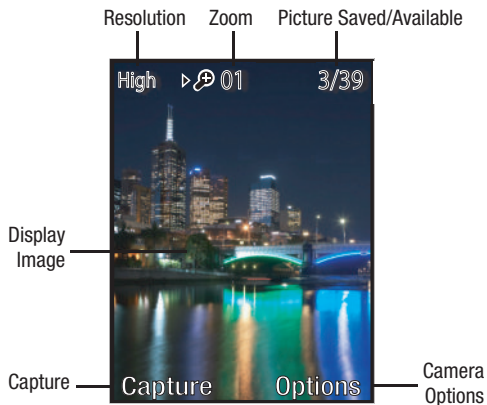 Resolution Zoom Picture Saved/Available
High 01 3/39
Display
Image
Capture Capture Options Camera
Options